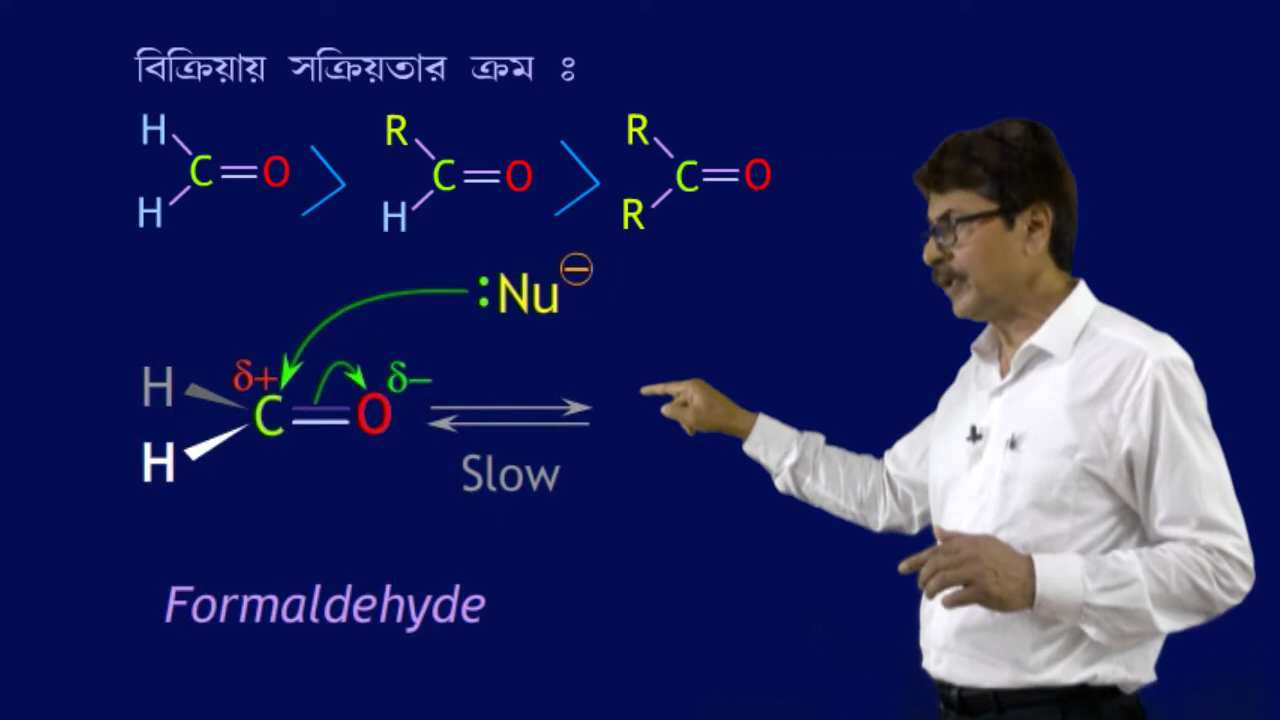 বিক্রিয়ায় সক্রিয়তার ক্রম ঃ
H R R
C=O > C=O > C=O
H H R
:Nu⊖
H δ+ δ−
C=O
H
Slow
Formaldehyde